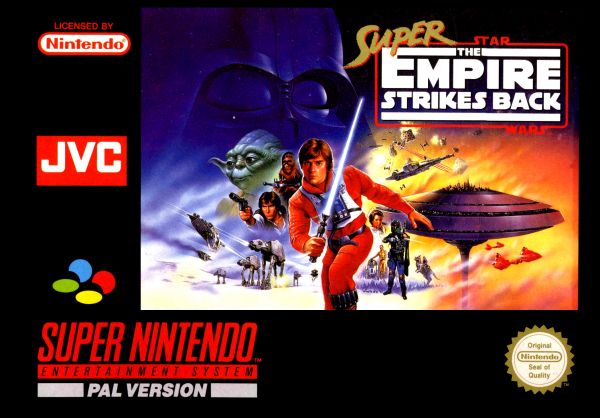 LICENSED BY
Nintendo
SUPER
STAR
THE
EMPIRE
STRIKES BACK
WARS
JVC
SUPER NINTENDO
ENTERTAINMENT SYSTEM
PAL VERSION
Original
Nintendo
Seal of
Quality
TM